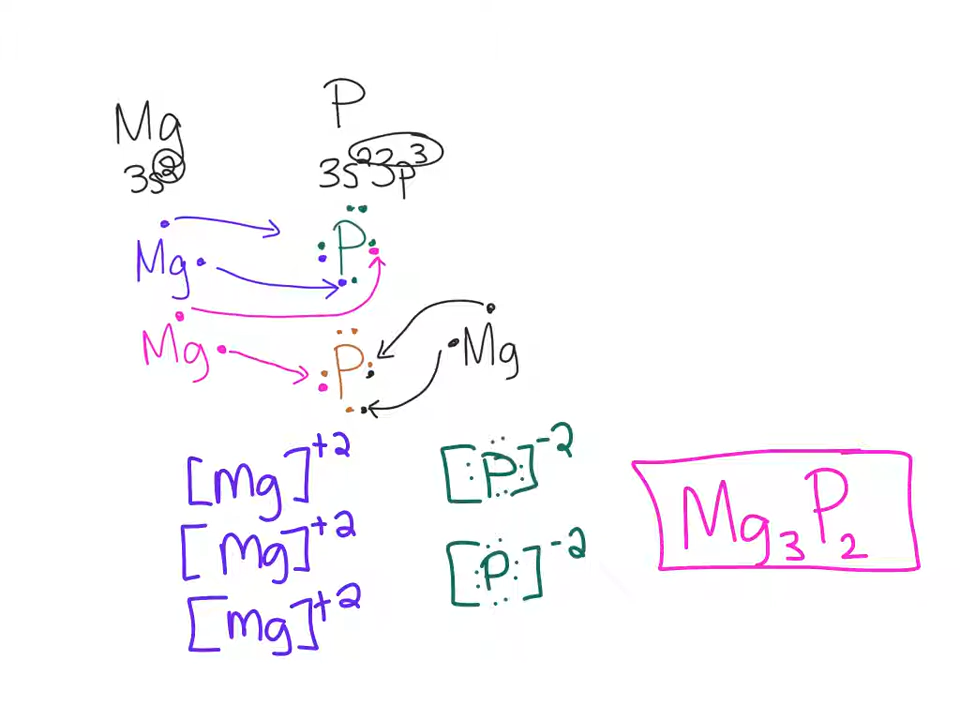 Mg P
3s² 3s²3p³
Mg P
Mg P Mg
[Mg]⁺² [P]⁻²
[Mg]⁺² [P]⁻²
[Mg]⁺²
Mg₃P₂